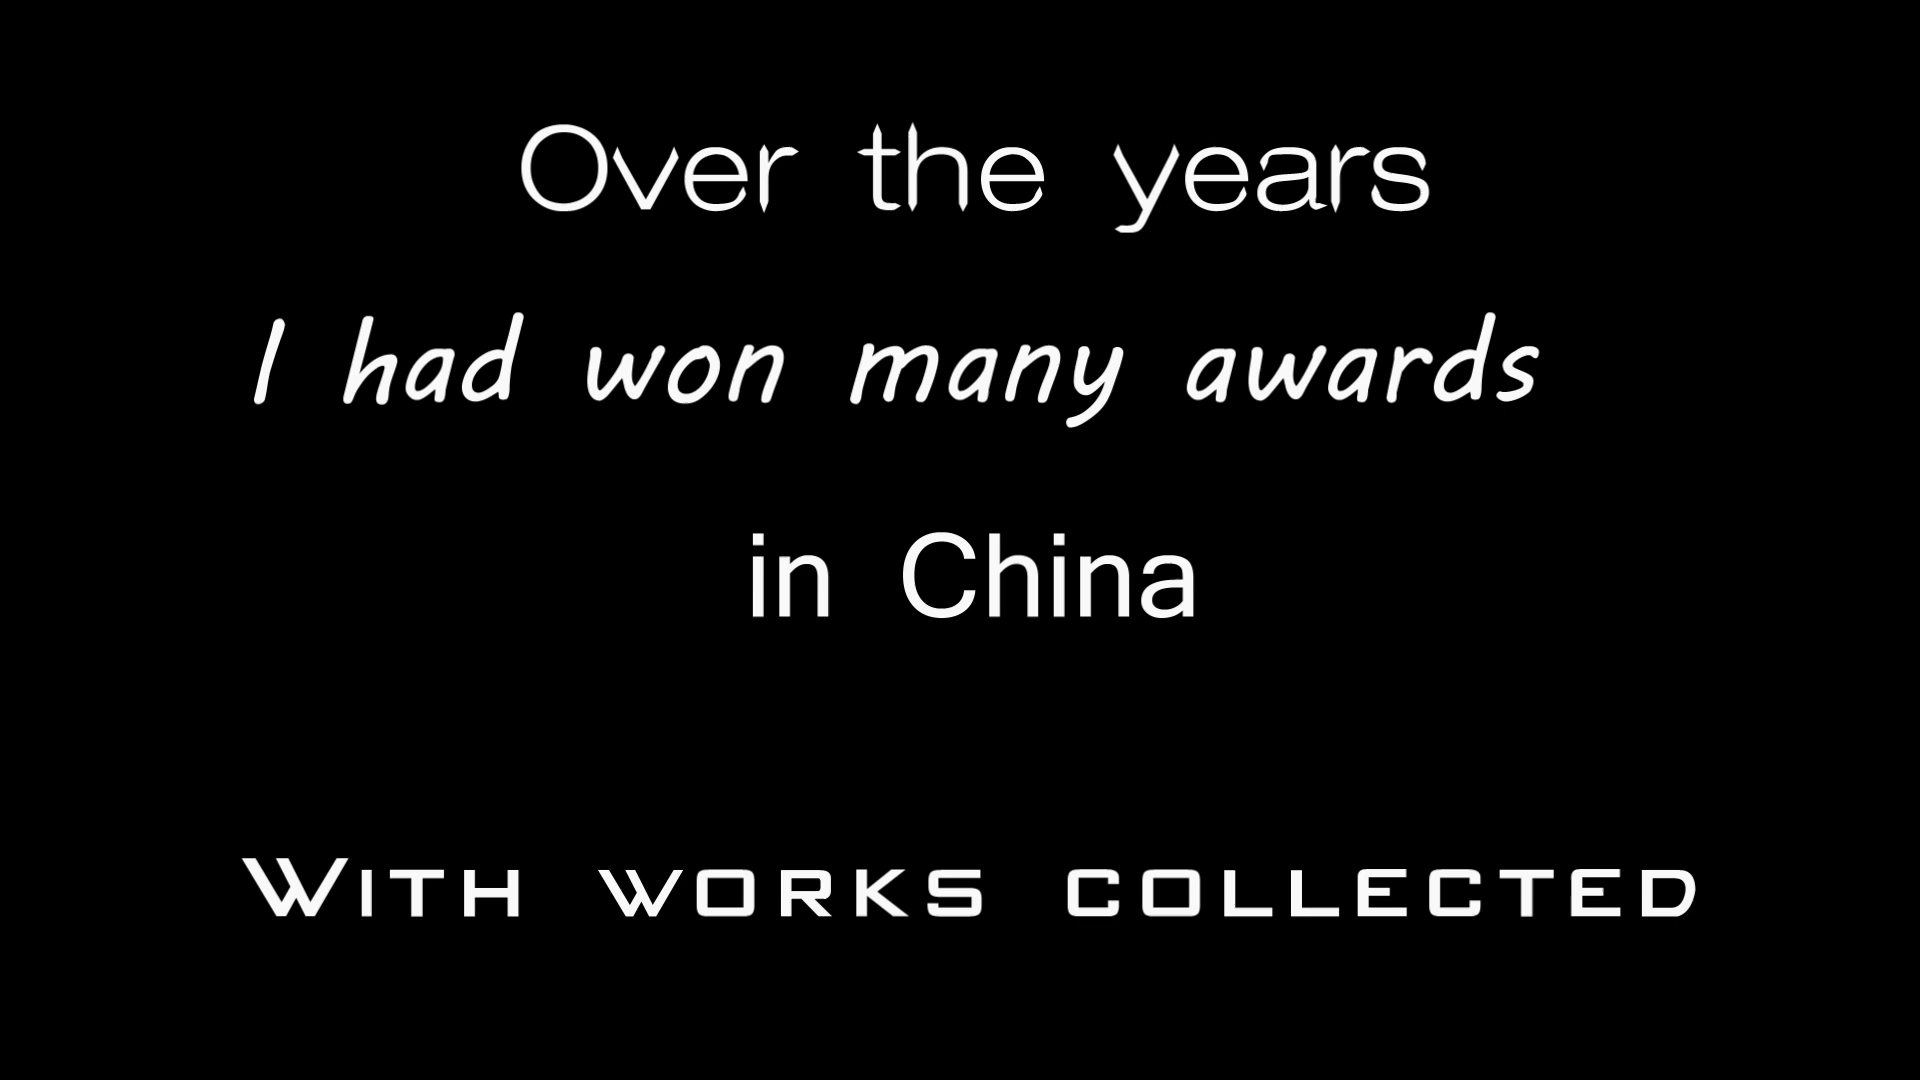 Over the years
I had won many awards
in China
With works collected